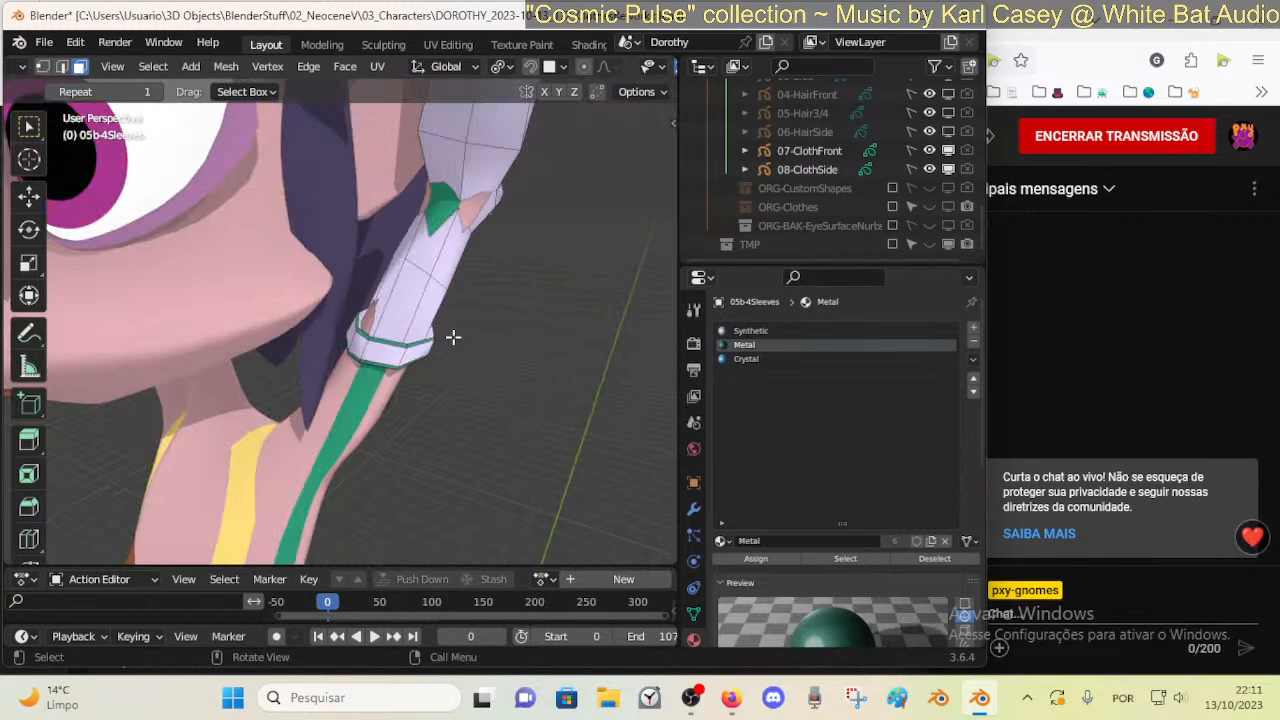 Blender* [C:\Users\Usuario\3D Objects\BlenderStuff\02_NeoceneV\03_Characters\DOROTHY_2023-10-13
"Cosmic Pulse" collection ~ Music by Karl Casey @ White Bat Audio
File Edit Render Window Help Layout Modeling Sculpting UV Editing Texture Paint Shading Dorothy ViewLayer
View Select Add Mesh Vertex Edge Face UV Global
Repeat 1 Drag: Select Box X Y Z Options
User Perspective
(0) 05b-4Sleeves
04-HairFront
05-Hair3/4
06-HairSide
07-ClothFront
08-ClothSide
ORG-CustomShapes
ORG-Clothes
ORG-BAK-EyeSurfaceNurbs
TMP
05b-4Sleeves > Metal
Synthetic
Metal
Crystal
Metal 6
Assign Select Deselect
Preview
Action Editor View Select Marker Key Push Down Stash New
-50 0 50 100 150 200 250 300
Playback Keying View Marker 0 Start 0 End 107
Select Rotate View Call Menu 3.6.4
G
ENCERRAR TRANSMISSÃO
ipais mensagens
Curta o chat ao vivo! Não se esqueça de
proteger sua privacidade e seguir nossas
diretrizes da comunidade.
SAIBA MAIS
pxy-gnomes
Chat...
0/200
Ativar o Windows
Acesse Configurações para ativar o Windows.
14°C
Limpo
Pesquisar
POR
22:11
13/10/2023